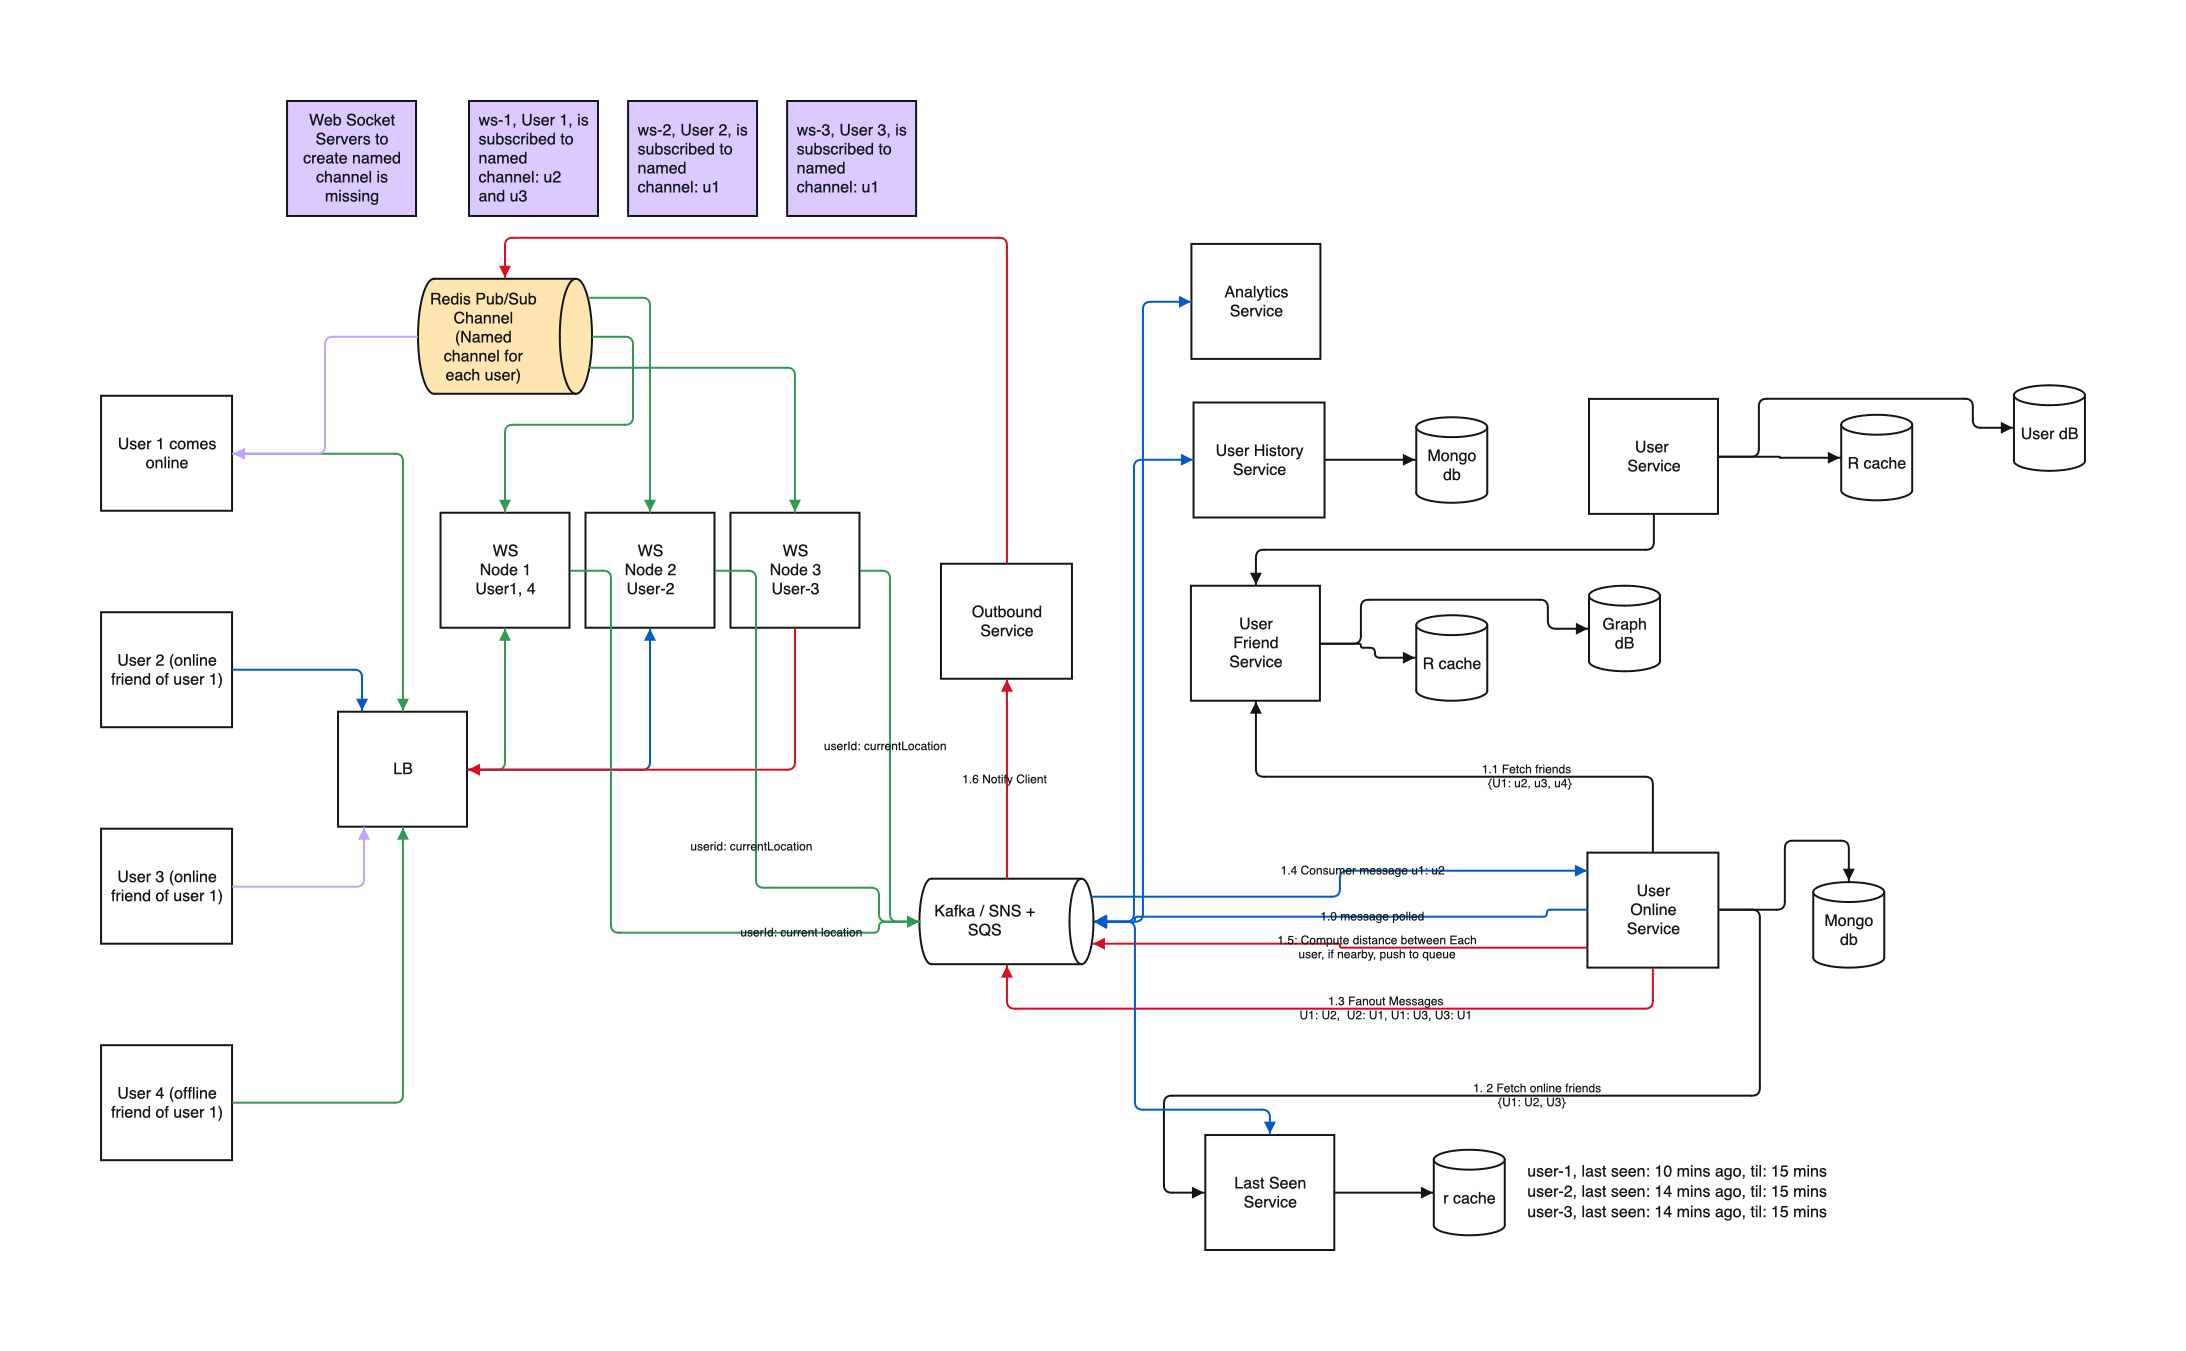 Web Socket
Servers to
create named
channel is
missing
ws-1, User 1, is
subscribed to
named
channel: u2
and u3
ws-2, User 2, is
subscribed to
named
channel: u1
ws-3, User 3, is
subscribed to
named
channel: u1
Redis Pub/Sub
Channel
(Named
channel for
each user)
Analytics
Service
User 1 comes
online
User History
Service
Mongo
db
User
Service
R cache
User dB
WS
Node 1
User1, 4
WS
Node 2
User-2
WS
Node 3
User-3
Outbound
Service
User
Friend
Service
R cache
Graph
dB
User 2 (online
friend of user 1)
LB
userId: currentLocation
1.6 Notify Client
1.1 Fetch friends
{U1: u2, u3, u4}
userid: currentLocation
User 3 (online
friend of user 1)
userId: current location
Kafka / SNS +
SQS
1.4 Consumer message u1: u2
1.0 message polled
1.5: Compute distance between Each
user, if nearby, push to queue
1.3 Fanout Messages
U1: U2,  U2: U1, U1: U3, U3: U1
User
Online
Service
Mongo
db
User 4 (offline
friend of user 1)
1. 2 Fetch online friends
{U1: U2, U3}
Last Seen
Service
r cache
user-1, last seen: 10 mins ago, til: 15 mins
user-2, last seen: 14 mins ago, til: 15 mins
user-3, last seen: 14 mins ago, til: 15 mins